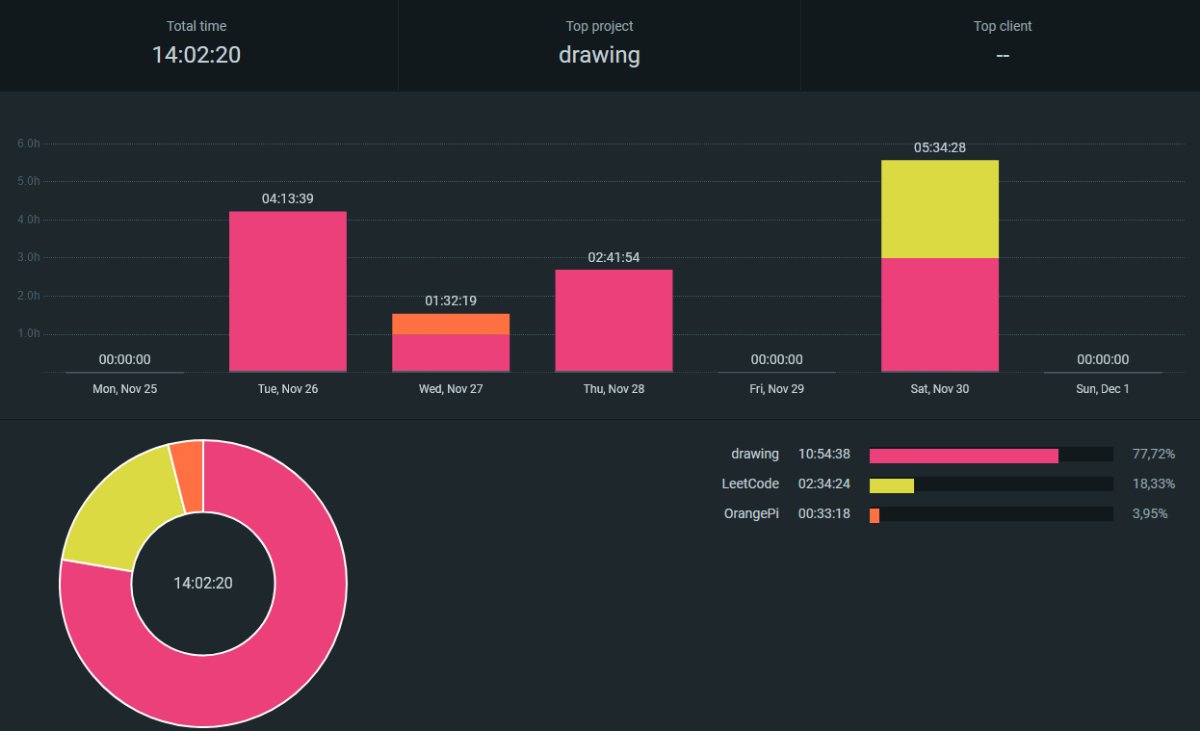 Total time
14:02:20
Top project
drawing
Top client
--
6.0h
5.0h
4.0h
3.0h
2.0h
1.0h
00:00:00
04:13:39
01:32:19
02:41:54
00:00:00
05:34:28
00:00:00
Mon, Nov 25
Tue, Nov 26
Wed, Nov 27
Thu, Nov 28
Fri, Nov 29
Sat, Nov 30
Sun, Dec 1
14:02:20
drawing 10:54:38 77,72%
LeetCode 02:34:24 18,33%
OrangePi 00:33:18 3,95%